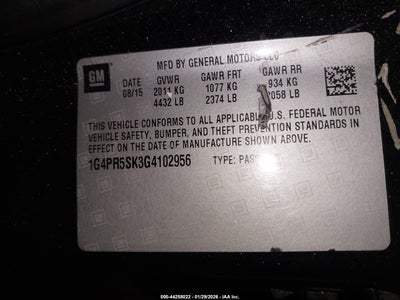 GM
MFD BY GENERAL MOTORS LLC
DATE GVWR GAWR FRT GAWR RR
08/15 2011 KG 1077 KG 934 KG
4432 LB 2374 LB 2058 LB
THIS VEHICLE CONFORMS TO ALL APPLICABLE U.S. FEDERAL MOTOR
VEHICLE SAFETY, BUMPER, AND THEFT PREVENTION STANDARDS IN
EFFECT ON THE DATE OF MANUFACTURE SHOWN ABOVE.
1G4PR5SK3G4102956 TYPE: PASS
000-44258022 - 01/29/2026 - IAA Inc.